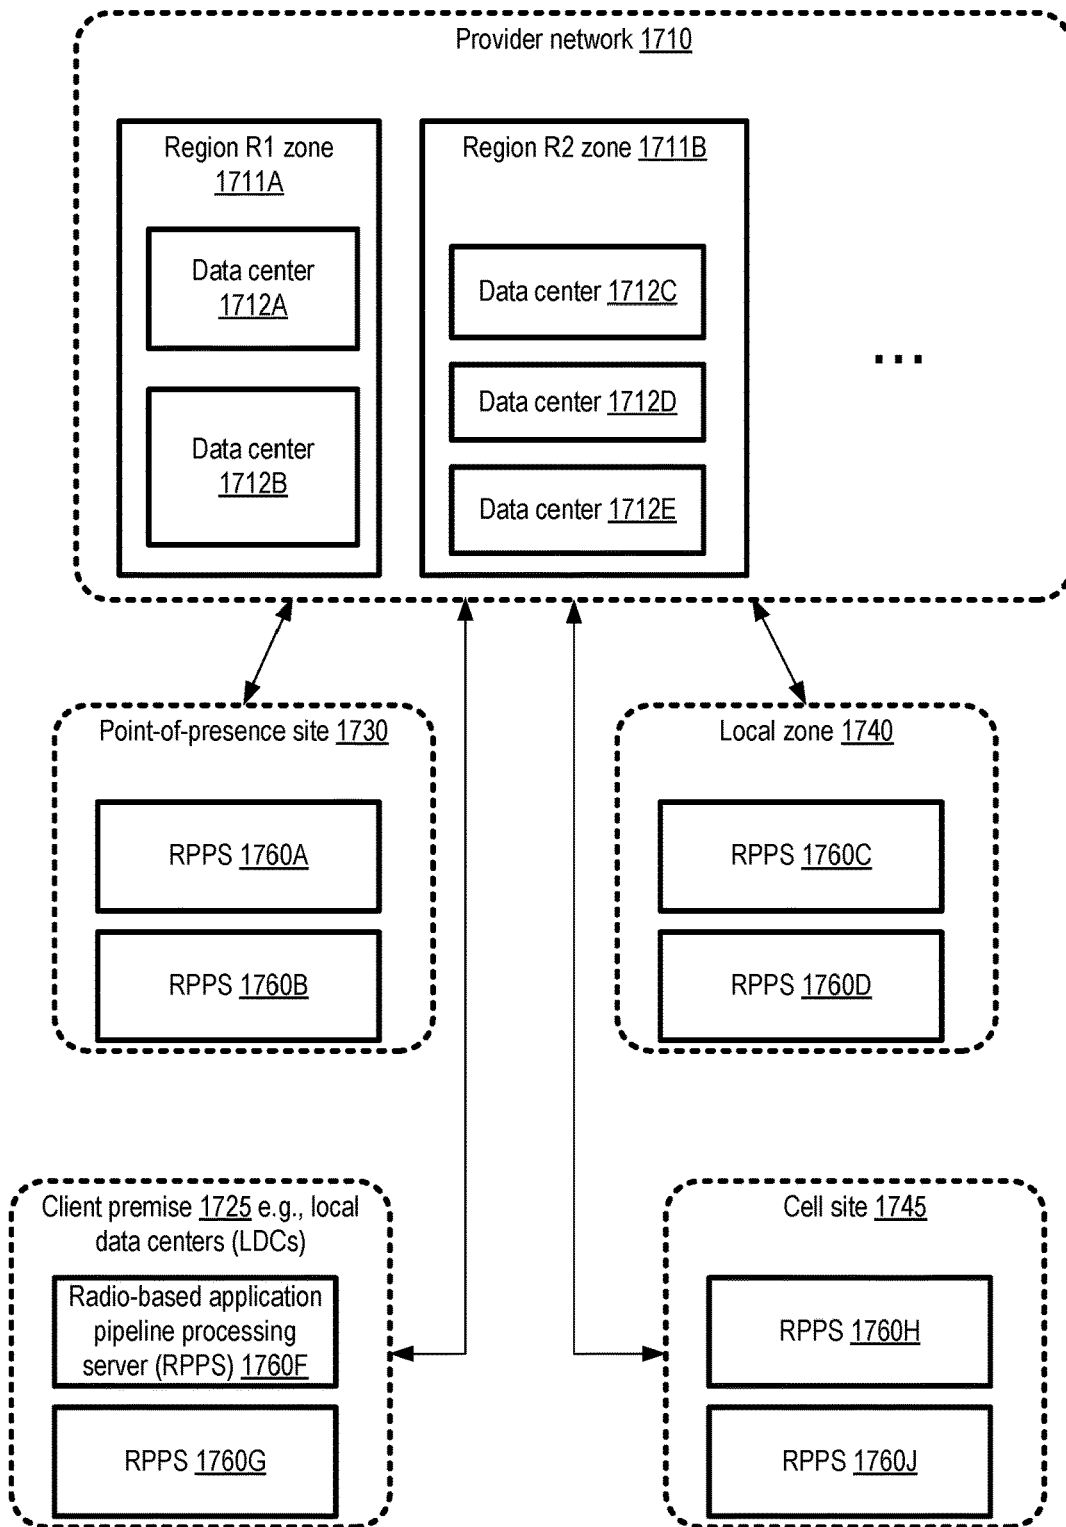 Provider network 1710
Region R1 zone
1711A
Data center
1712A
Data center
1712B
Region R2 zone 1711B
Data center 1712C
Data center 1712D
Data center 1712E
...
Point-of-presence site 1730
RPPS 1760A
RPPS 1760B
Local zone 1740
RPPS 1760C
RPPS 1760D
Client premise 1725 e.g., local
data centers (LDCs)
Radio-based application
pipeline processing
server (RPPS) 1760F
RPPS 1760G
Cell site 1745
RPPS 1760H
RPPS 1760J